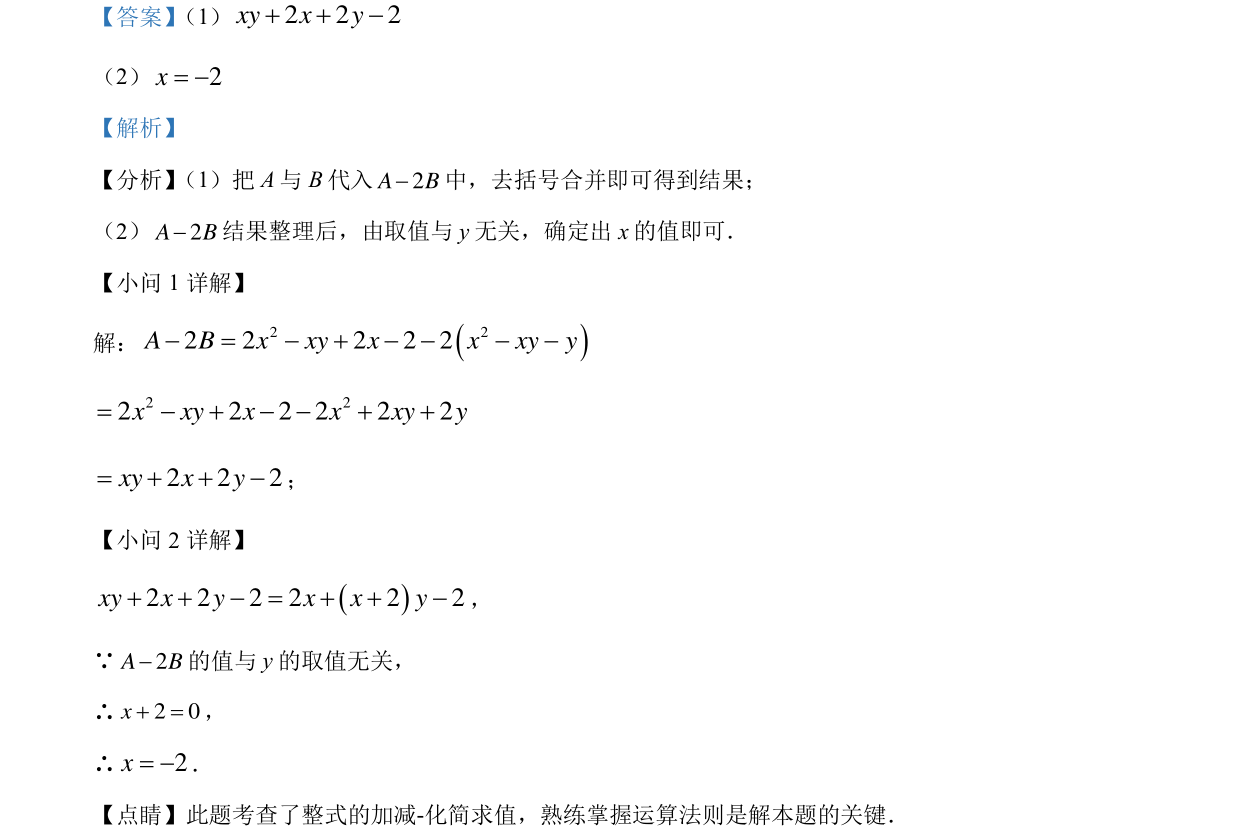 【答案】（1）xy+2x+2y−2
（2）x=−2
【解析】
【分析】（1）把 A 与 B 代入 A−2B 中，去括号合并即可得到结果；
（2）A−2B 结果整理后，由取值与 y 无关，确定出 x 的值即可．
【小问 1 详解】
解：A−2B=2x²−xy+2x−2−2(x²−xy−y)
=2x²−xy+2x−2−2x²+2xy+2y
=xy+2x+2y−2；
【小问 2 详解】
xy+2x+2y−2=2x+(x+2)y−2，
∵A−2B 的值与 y 的取值无关，
∴x+2=0，
∴x=−2．
【点睛】此题考查了整式的加减-化简求值，熟练掌握运算法则是解本题的关键．